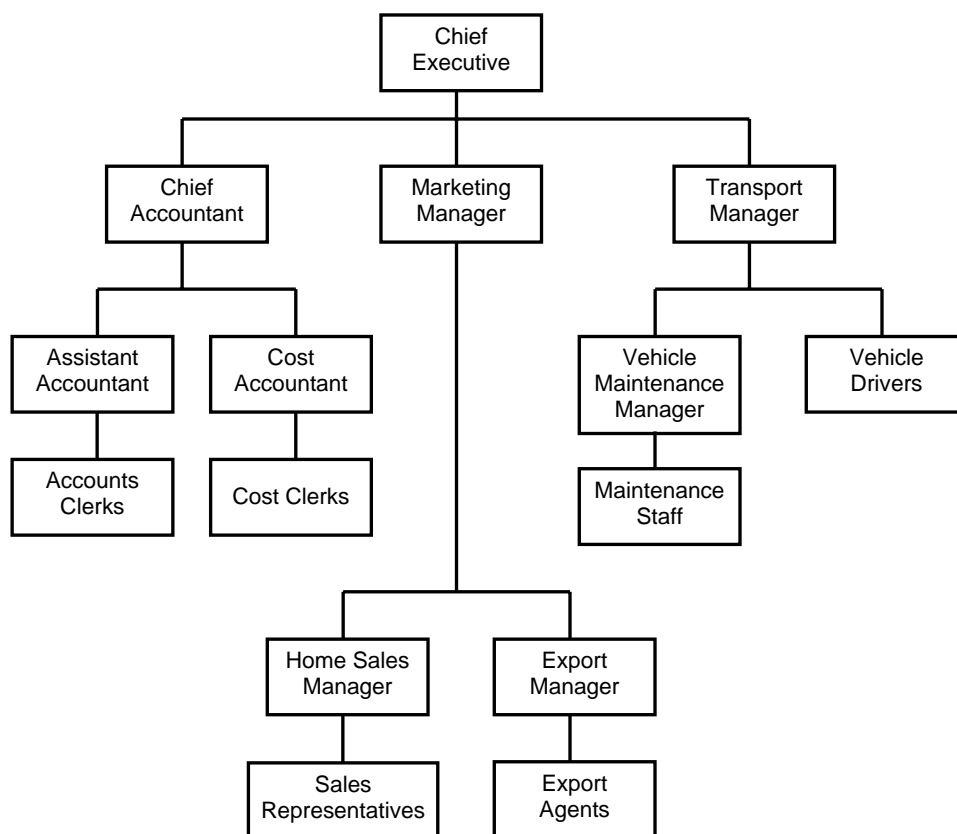 Chief
Executive
Chief
Accountant
Marketing
Manager
Transport
Manager
Assistant
Accountant
Cost
Accountant
Vehicle
Maintenance
Manager
Vehicle
Drivers
Accounts
Clerks
Cost Clerks
Maintenance
Staff
Home Sales
Manager
Export
Manager
Sales
Representatives
Export
Agents